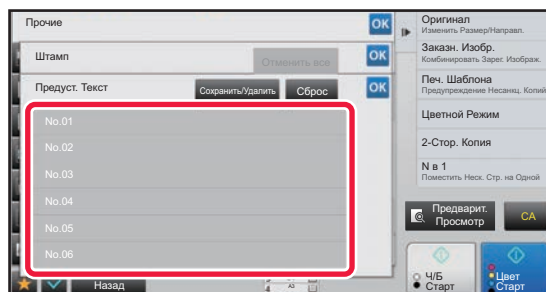 Прочие
OK
Штамп
Отменить все
OK
Предуст. Текст
Сохранить/Удалить
Сброс
OK
No.01
No.02
No.03
No.04
No.05
No.06
Назад
A3
Оригинал
Изменить Размер/Направл.
Заказн. Изобр.
Комбинировать Зарег. Изображ.
Печ. Шаблона
Предупреждение Несанкц. Копий
Цветной Режим
2-Стор. Копия
N в 1
Поместить Неск. Стр. на Одной
Предварит.
Просмотр
CA
Ч/Б
Старт
Цвет
Старт